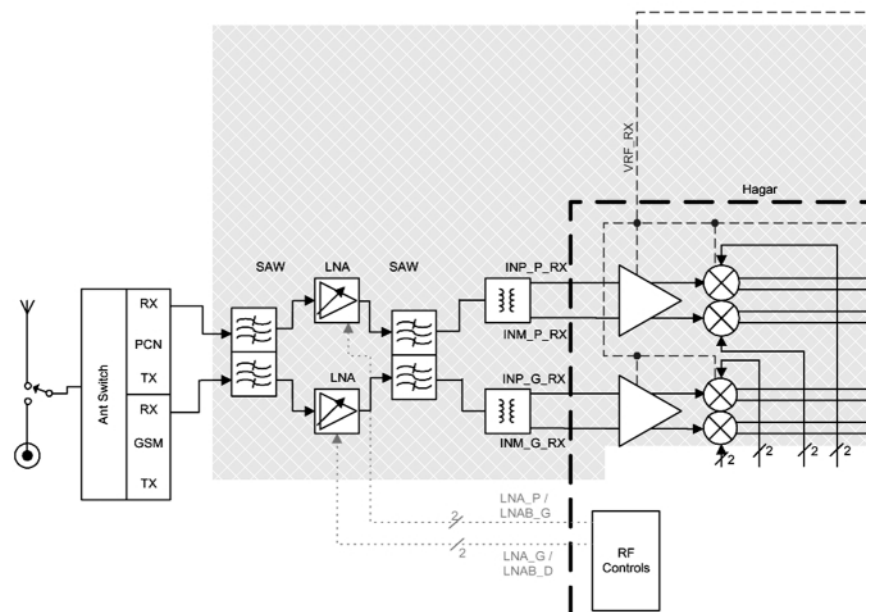 VRF_RX
Hagar
SAW
LNA
SAW
INP_P_RX
INM_P_RX
LNA
INP_G_RX
INM_G_RX
Ant Switch
RX
PCN
TX
RX
GSM
TX
2
2
2
2
LNA_P /
LNAB_G
2
2
LNA_G /
LNAB_D
RF
Controls